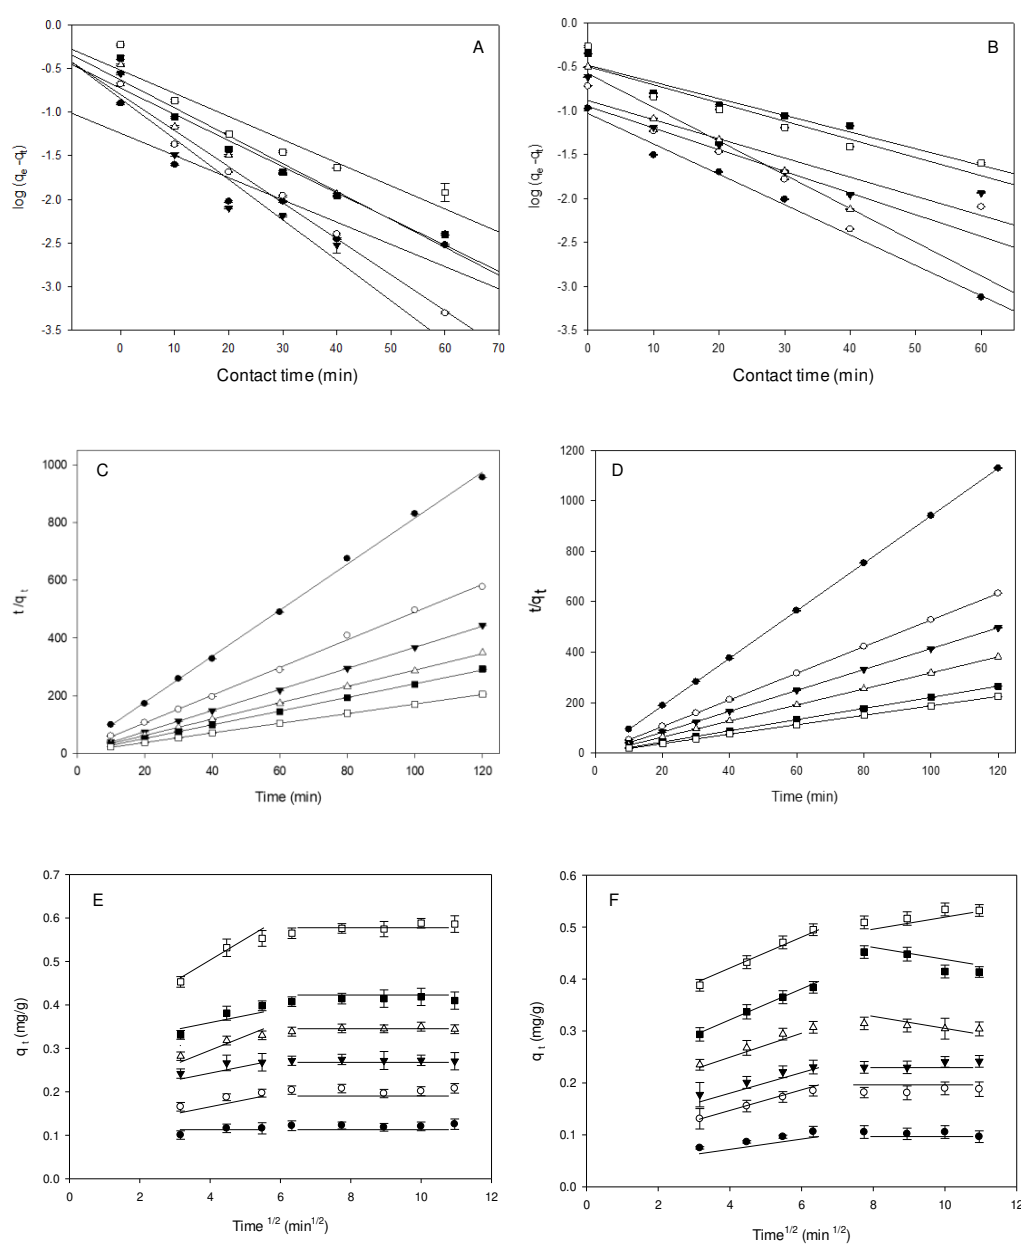 A
0.0
-0.5
-1.0
-1.5
-2.0
-2.5
-3.0
-3.5
log (qe -qt)
0 10 20 30 40 50 60 70
Contact time (min)
B
0.0
-0.5
-1.0
-1.5
-2.0
-2.5
-3.0
-3.5
log (qe -qt)
0 10 20 30 40 50 60
Contact time (min)
C
1000
800
600
400
200
0
t /q t
0 20 40 60 80 100 120
Time (min)
D
1200
1000
800
600
400
200
0
t/qt
0 20 40 60 80 100 120
Time (min)
E
0.7
0.6
0.5
0.4
0.3
0.2
0.1
0.0
q t (mg/g)
0 2 4 6 8 10 12
Time 1/2 (min1/2)
F
0.6
0.5
0.4
0.3
0.2
0.1
0.0
q t (mg/g)
0 2 4 6 8 10 12
Time1/2 (min 1/2)